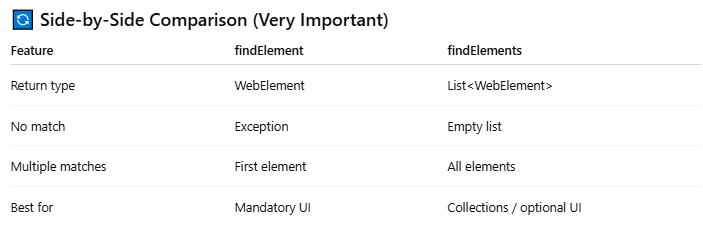 🔄 Side-by-Side Comparison (Very Important)
Feature findElement findElements
Return type WebElement List<WebElement>
No match Exception Empty list
Multiple matches First element All elements
Best for Mandatory UI Collections / optional UI